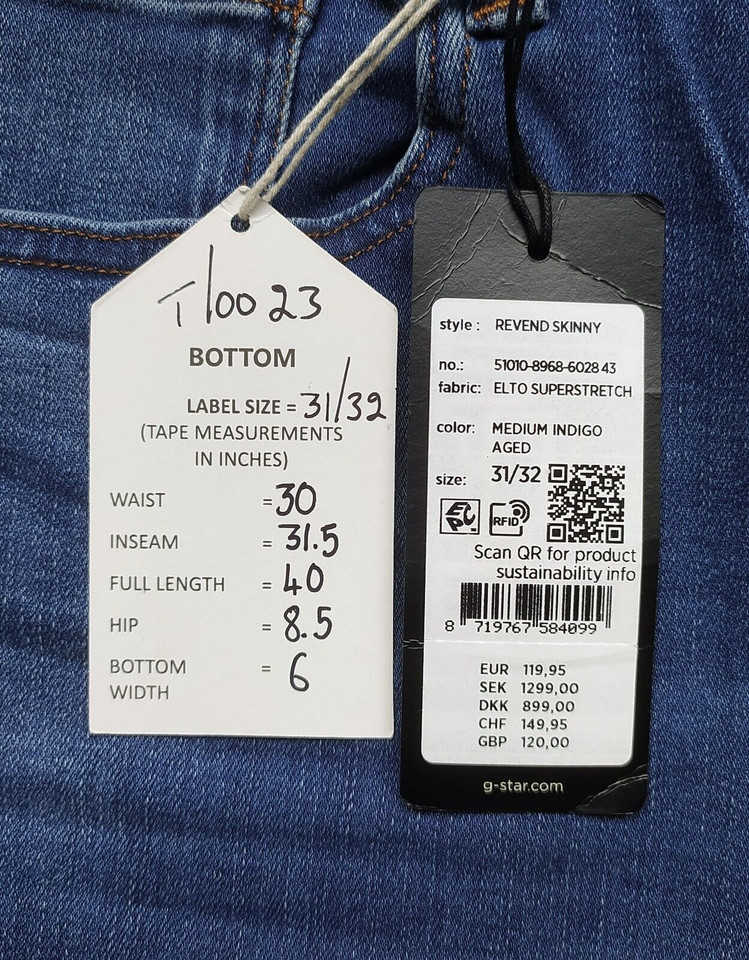 T10023
BOTTOM
LABEL SIZE = 31/32
(TAPE MEASUREMENTS
IN INCHES)
WAIST = 30
INSEAM = 31.5
FULL LENGTH = 40
HIP = 8.5
BOTTOM = 6
WIDTH
style : REVEND SKINNY
no.: 51010-8968-6028 43
fabric: ELTO SUPERSTRETCH
color: MEDIUM INDIGO
AGED
size: 31/32
RFID
Scan QR for product
sustainability info
8 719767 584099
EUR 119,95
SEK 1299,00
DKK 899,00
CHF 149,95
GBP 120,00
g-star.com